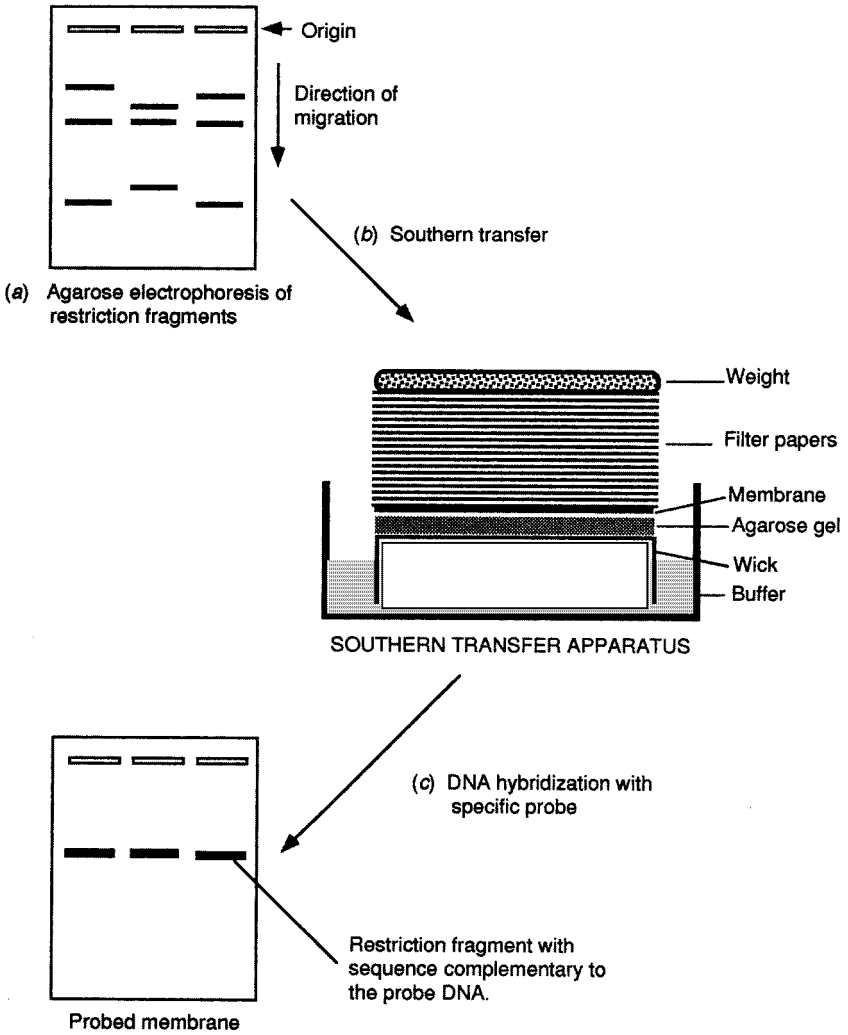 Origin
Direction of
migration
(b) Southern transfer
(a) Agarose electrophoresis of
restriction fragments
Weight
Filter papers
Membrane
Agarose gel
Wick
Buffer
SOUTHERN TRANSFER APPARATUS
(c) DNA hybridization with
specific probe
Restriction fragment with
sequence complementary to
the probe DNA.
Probed membrane